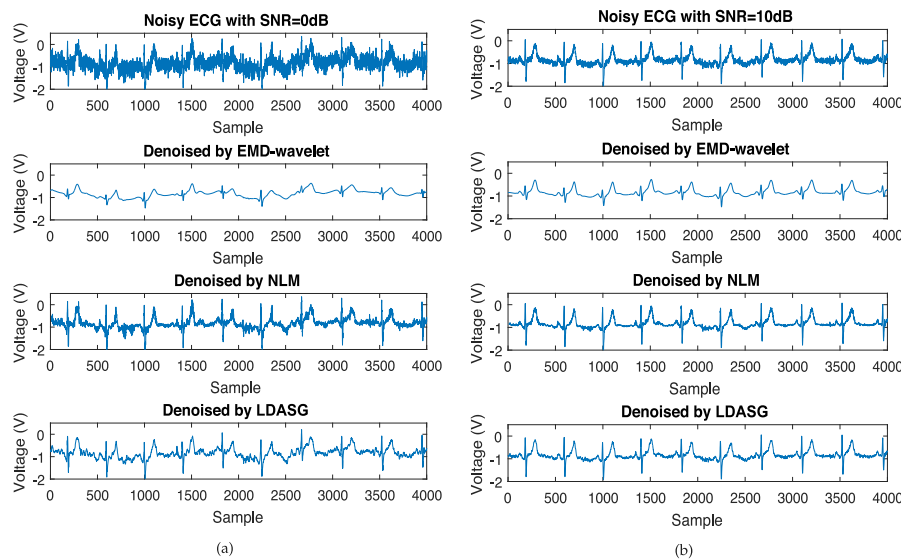 Noisy ECG with SNR=0dB
Voltage (V)
0
-1
-2
0 500 1000 1500 2000 2500 3000 3500 4000
Sample
Denoised by EMD-wavelet
Voltage (V)
0
-1
-2
0 500 1000 1500 2000 2500 3000 3500 4000
Sample
Denoised by NLM
Voltage (V)
0
-1
-2
0 500 1000 1500 2000 2500 3000 3500 4000
Sample
Denoised by LDASG
Voltage (V)
0
-1
-2
0 500 1000 1500 2000 2500 3000 3500 4000
Sample
(a)
Noisy ECG with SNR=10dB
Voltage (V)
0
-1
-2
0 500 1000 1500 2000 2500 3000 3500 4000
Sample
Denoised by EMD-wavelet
Voltage (V)
0
-1
-2
0 500 1000 1500 2000 2500 3000 3500 4000
Sample
Denoised by NLM
Voltage (V)
0
-1
-2
0 500 1000 1500 2000 2500 3000 3500 4000
Sample
Denoised by LDASG
Voltage (V)
0
-1
-2
0 500 1000 1500 2000 2500 3000 3500 4000
Sample
(b)